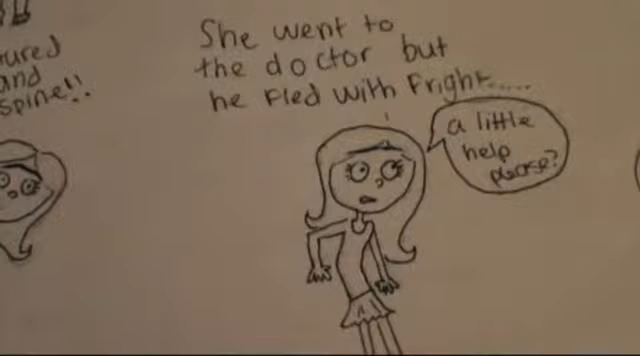 ured
and
spine!!
She went to
the doctor but
he fled with fright.....
a little
help
please?